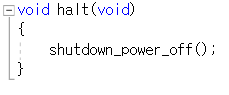 void halt(void)
{
shutdown_power_off();
}